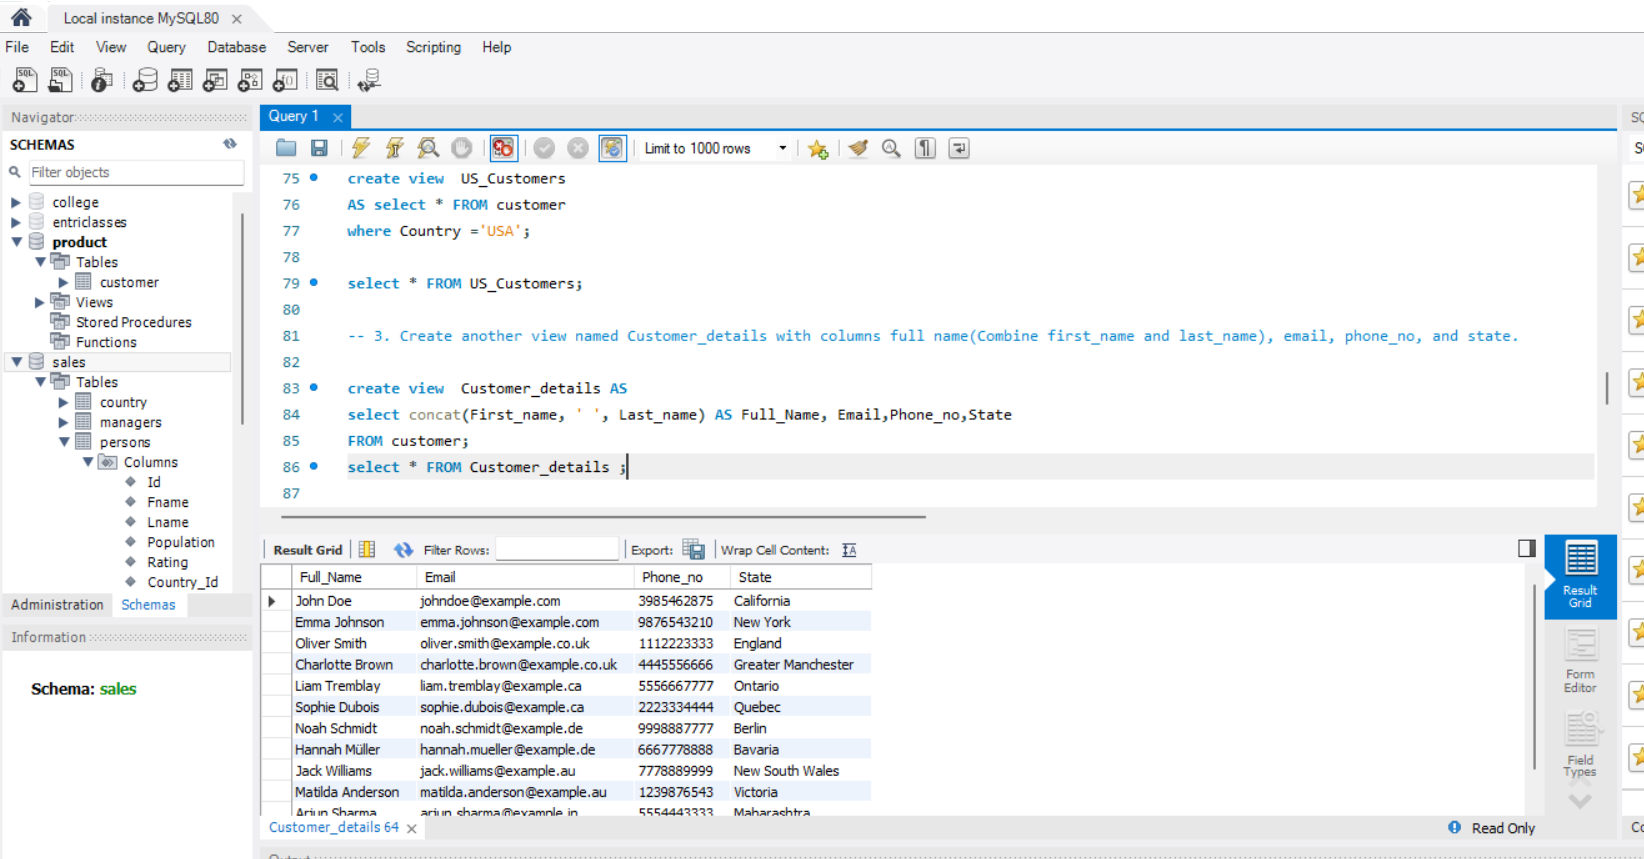 Local instance MySQL80
File Edit View Query Database Server Tools Scripting Help
Navigator
SCHEMAS
Filter objects
college
entriclasses
product
Tables
customer
Views
Stored Procedures
Functions
sales
Tables
country
managers
persons
Columns
Id
Fname
Lname
Population
Rating
Country_Id
Administration Schemas
Information
Schema: sales
Query 1
Limit to 1000 rows
75 create view  US_Customers
76 AS select * FROM customer
77 where Country ='USA';
78
79 select * FROM US_Customers;
80
81 -- 3. Create another view named Customer_details with columns full name(Combine first_name and last_name), email, phone_no, and state.
82
83 create view  Customer_details AS
84 select concat(First_name, ' ', Last_name) AS Full_Name, Email,Phone_no,State
85 FROM customer;
86 select * FROM Customer_details ;
87
Result Grid Filter Rows: Export: Wrap Cell Content:
Full_Name Email Phone_no State
John Doe johndoe@example.com 3985462875 California
Emma Johnson emma.johnson@example.com 9876543210 New York
Oliver Smith oliver.smith@example.co.uk 1112223333 England
Charlotte Brown charlotte.brown@example.co.uk 4445556666 Greater Manchester
Liam Tremblay liam.tremblay@example.ca 5556667777 Ontario
Sophie Dubois sophie.dubois@example.ca 2223334444 Quebec
Noah Schmidt noah.schmidt@example.de 9998887777 Berlin
Hannah Müller hannah.mueller@example.de 6667778888 Bavaria
Jack Williams jack.williams@example.au 7778889999 New South Wales
Matilda Anderson matilda.anderson@example.au 1239876543 Victoria
Arjun Sharma arjun.sharma@example.in 5554443333 Maharashtra
Result
Grid
Form
Editor
Field
Types
Customer_details 64
Read Only
Output